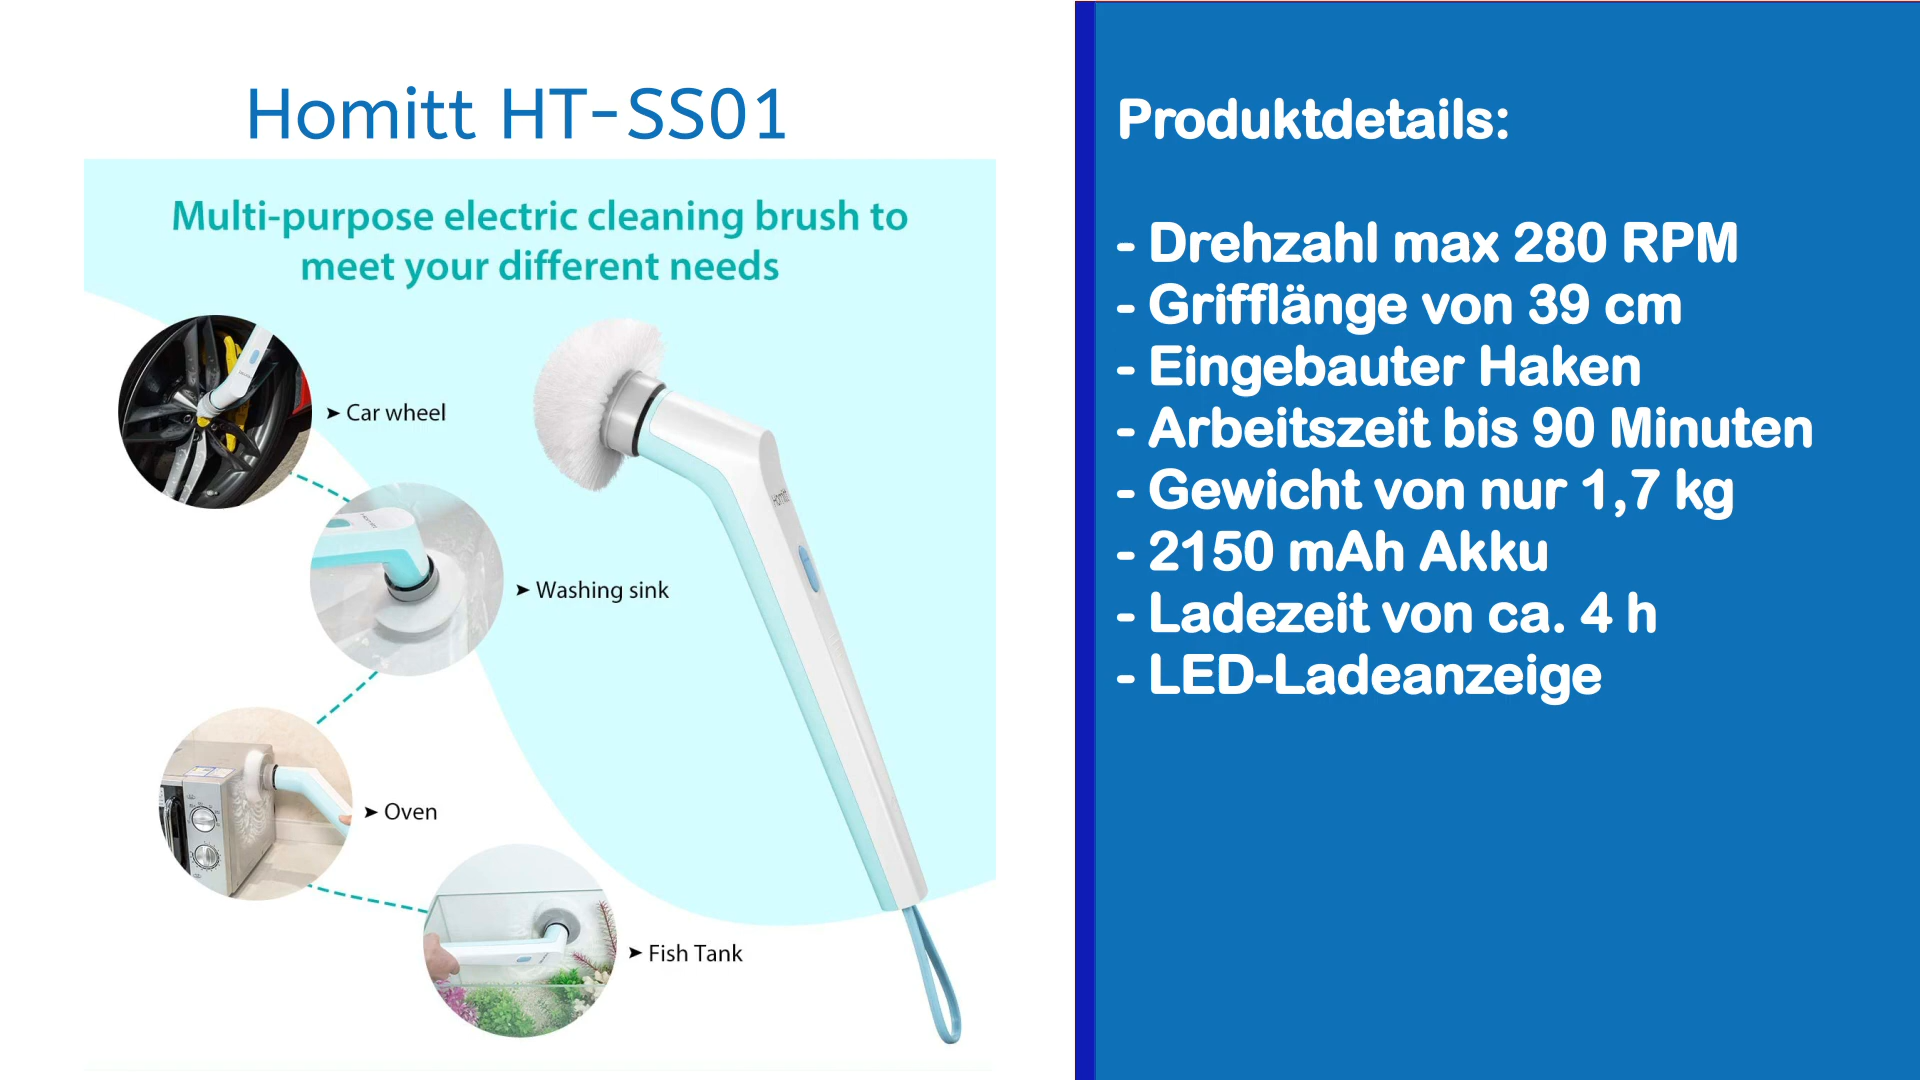 Homitt HT-SS01
Multi-purpose electric cleaning brush to
meet your different needs
➤ Car wheel
➤ Washing sink
➤ Oven
➤ Fish Tank
Homitt
Produktdetails:
- Drehzahl max 280 RPM
- Grifflänge von 39 cm
- Eingebauter Haken
- Arbeitszeit bis 90 Minuten
- Gewicht von nur 1,7 kg
- 2150 mAh Akku
- Ladezeit von ca. 4 h
- LED-Ladeanzeige